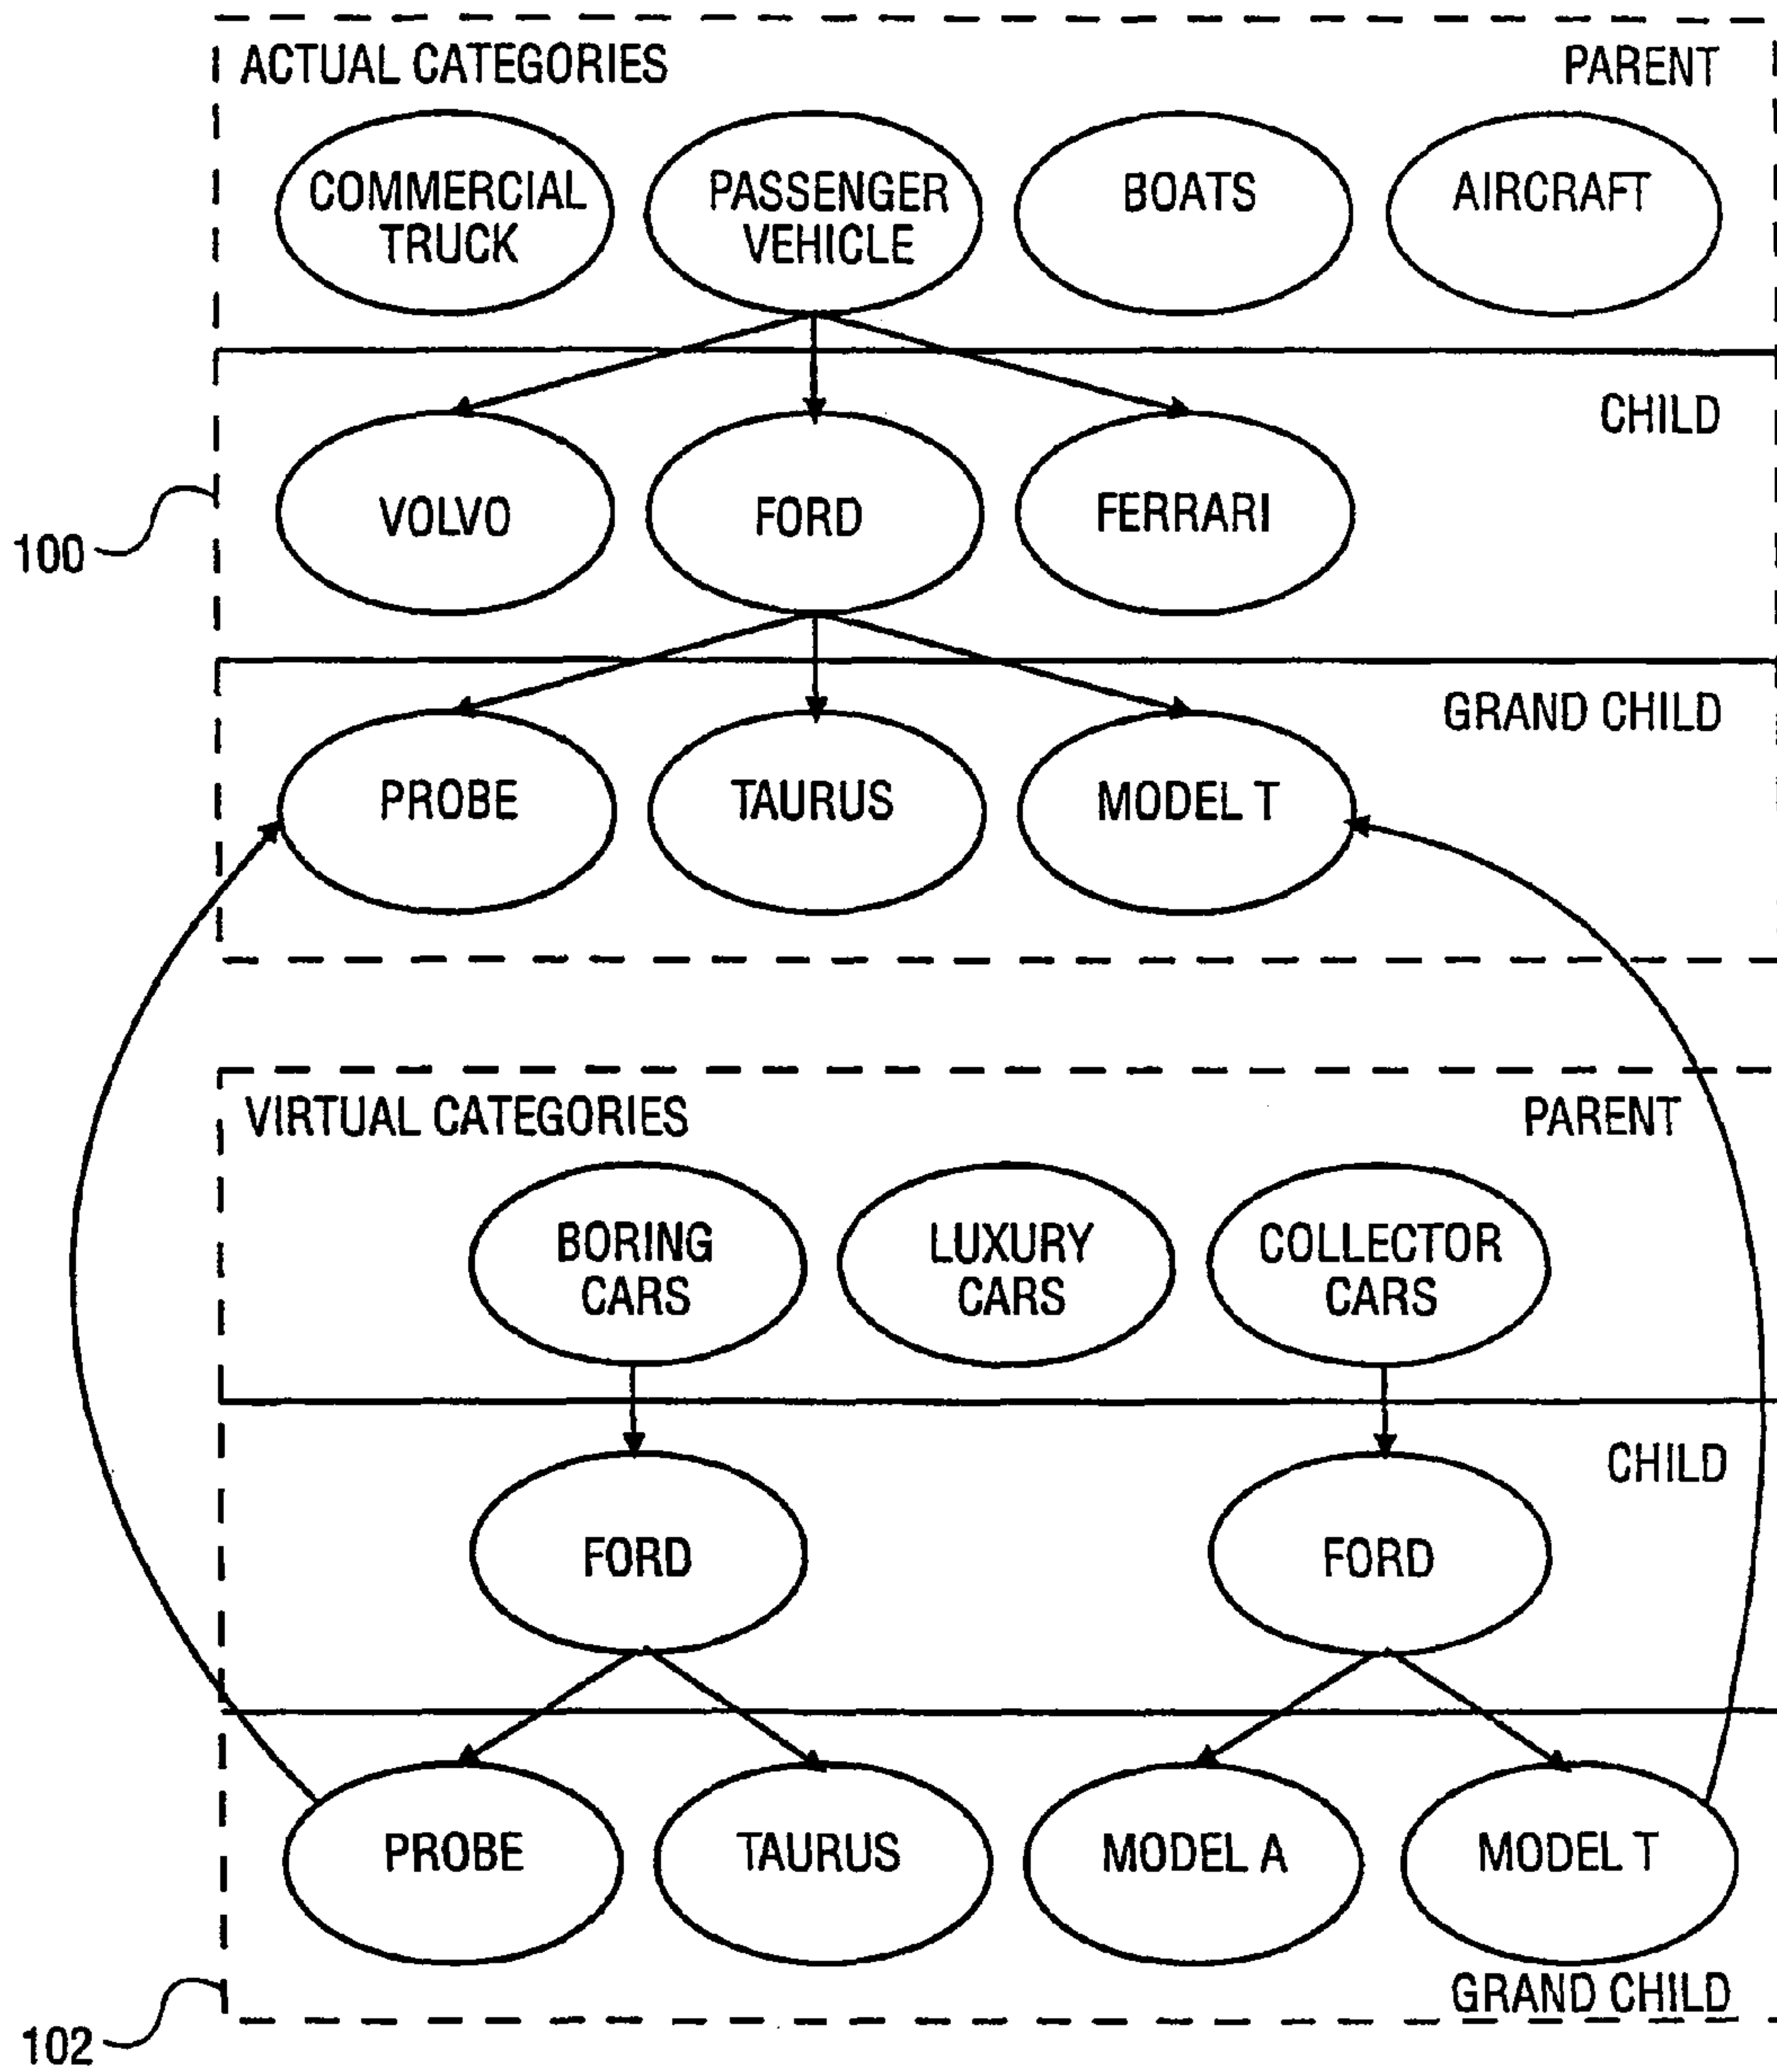 ACTUAL CATEGORIES
PARENT
COMMERCIAL
TRUCK
PASSENGER
VEHICLE
BOATS
AIRCRAFT
CHILD
VOLVO
FORD
FERRARI
100
GRAND CHILD
PROBE
TAURUS
MODEL T
VIRTUAL CATEGORIES
PARENT
BORING
CARS
LUXURY
CARS
COLLECTOR
CARS
CHILD
FORD
FORD
PROBE
TAURUS
MODEL A
MODEL T
GRAND CHILD
102